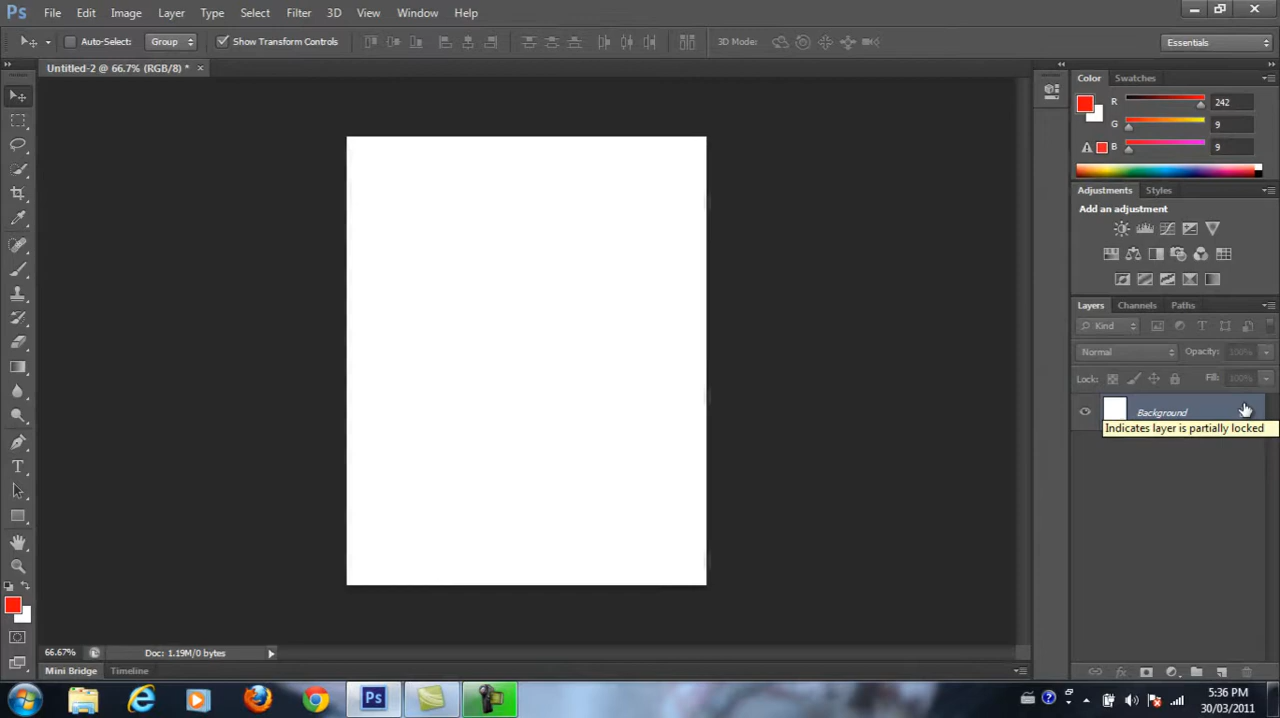 Ps File Edit Image Layer Type Select Filter 3D View Window Help
Auto-Select: Group Show Transform Controls 3D Mode: Essentials
Untitled-2 @ 66.7% (RGB/8) * ×
Color Swatches
R 242
G 9
B 9
Adjustments Styles
Add an adjustment
Layers Channels Paths
Kind
Normal Opacity: 100%
Lock: Fill: 100%
Background
Indicates layer is partially locked
66.67% Doc: 1.19M/0 bytes
Mini Bridge Timeline
Ps
5:36 PM
30/03/2011